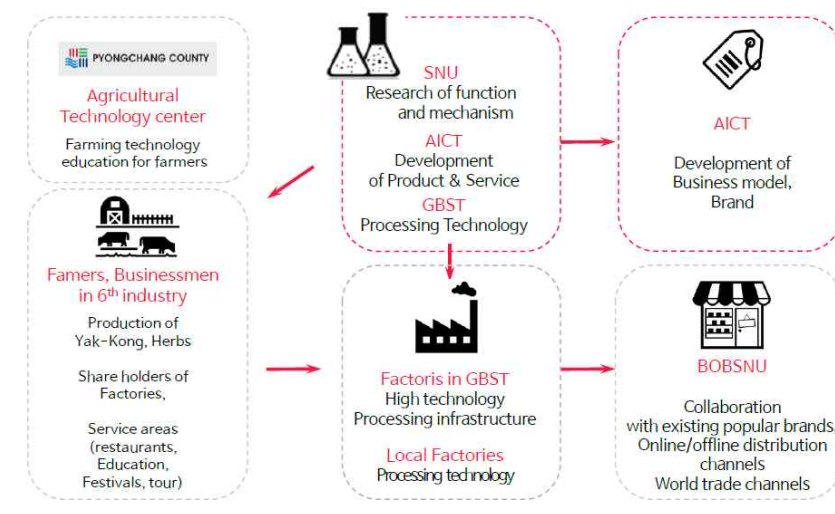 PYONGCHANG COUNTY
Agricultural
Technology center
Farming technology
education for farmers
Famers, Businessmen
in 6th industry
Production of
Yak-Kong, Herbs
Share holders of
Factories,
Service areas
(restaurants,
Education,
Festivals, tour)
SNU
Research of function
and mechanism
AICT
Development
of Product & Service
GBST
Processing Technology
Factoris in GBST
High technology
Processing infrastructure
Local Factories
Processing technology
AICT
Development of
Business model,
Brand
BOBSNU
Collaboration
with existing popular brands,
Online/offline distribution
channels
World trade channels